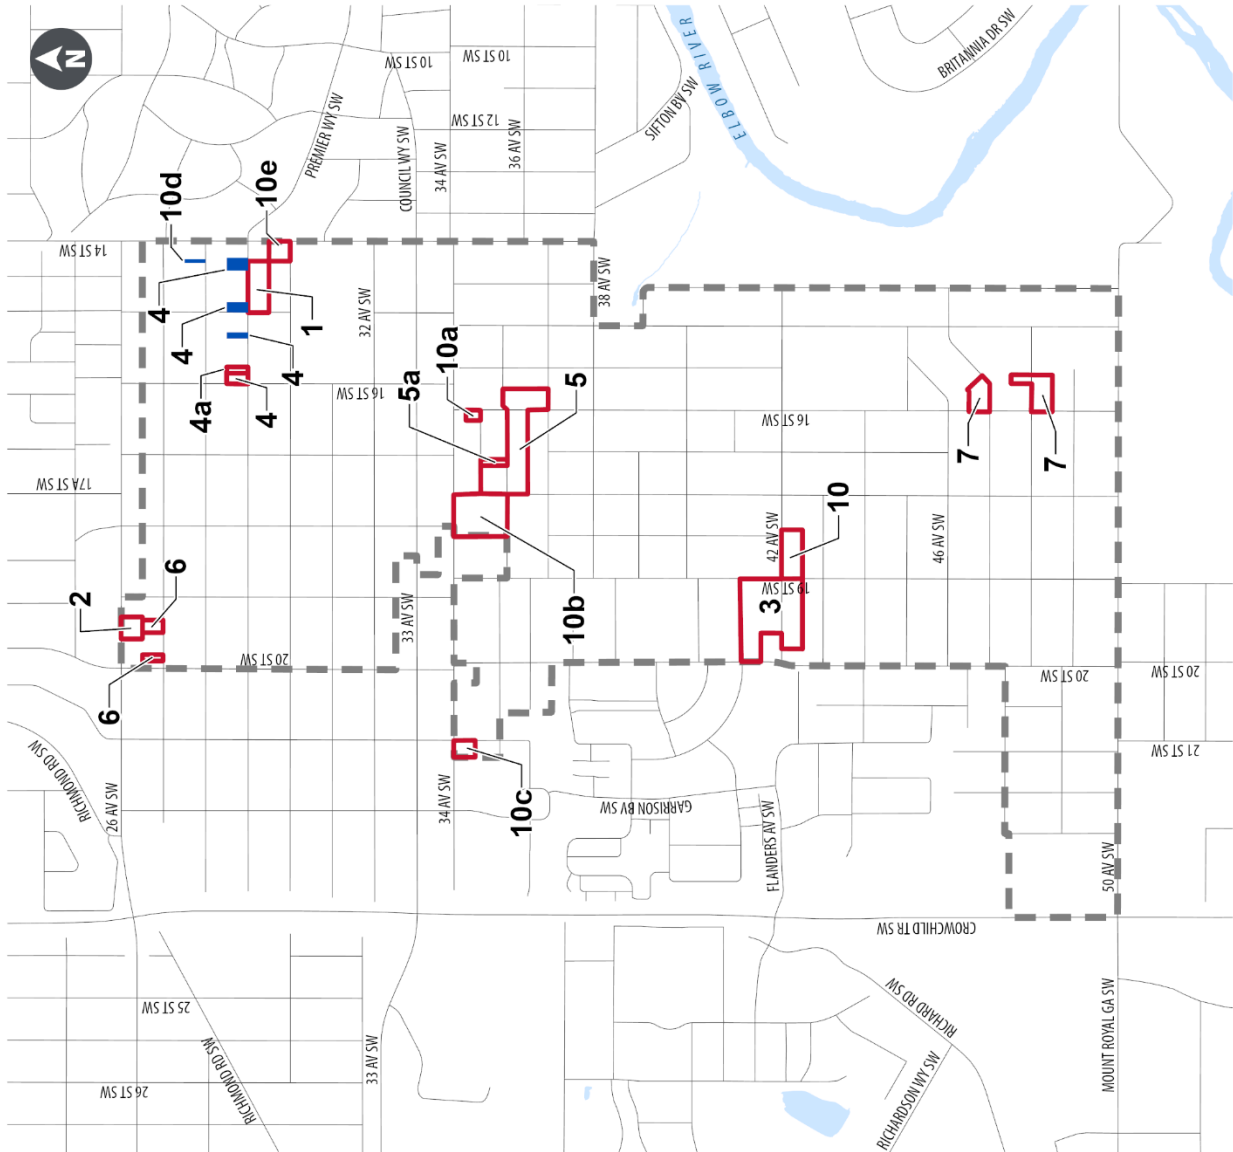 N
10 ST SW
10 ST SW
BRITANNIA DR SW
ELBOW RIVER
SIFTON BV SW
12 ST SW
PREMIER WY SW
COUNCIL WY SW
34 AV SW
36 AV SW
10d
10e
14 ST SW
38 AV SW
32 AV SW
4
4
4
1
4a
4
16 ST SW
10a
5a
5
16 ST SW
7
7
17A ST SW
10
42 AV SW
46 AV SW
19 ST SW
3
10b
33 AV SW
2
6
6
20 ST SW
20 ST SW
20 ST SW
21 ST SW
10c
34 AV SW
GARRISON BV SW
FLANDERS AV SW
RICHMOND RD SW
26 AV SW
50 AV SW
CROWCHILD TR SW
25 ST SW
26 ST SW
RICHMOND RD SW
33 AV SW
RICHARD RD SW
RICHARDSON WY SW
MOUNT ROYAL GA SW